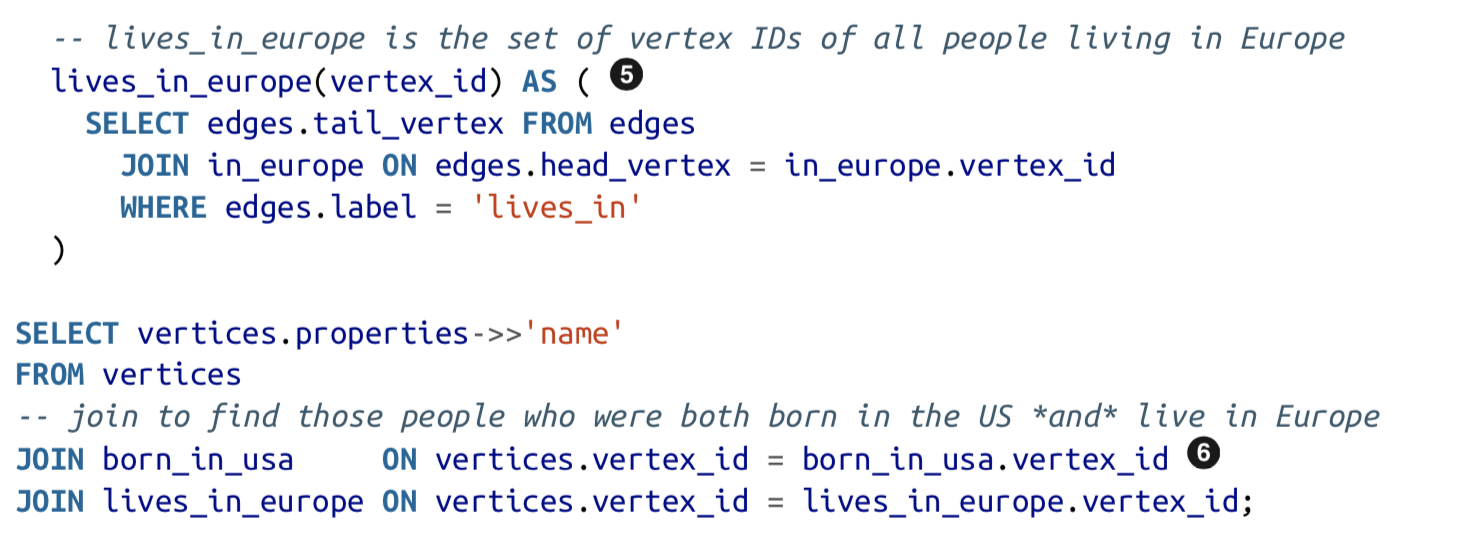 -- lives_in_europe is the set of vertex IDs of all people living in Europe
lives_in_europe(vertex_id) AS ( ❺
SELECT edges.tail_vertex FROM edges
JOIN in_europe ON edges.head_vertex = in_europe.vertex_id
WHERE edges.label = 'lives_in'
)
SELECT vertices.properties->>'name'
FROM vertices
-- join to find those people who were both born in the US *and* live in Europe
JOIN born_in_usa     ON vertices.vertex_id = born_in_usa.vertex_id ❻
JOIN lives_in_europe ON vertices.vertex_id = lives_in_europe.vertex_id;